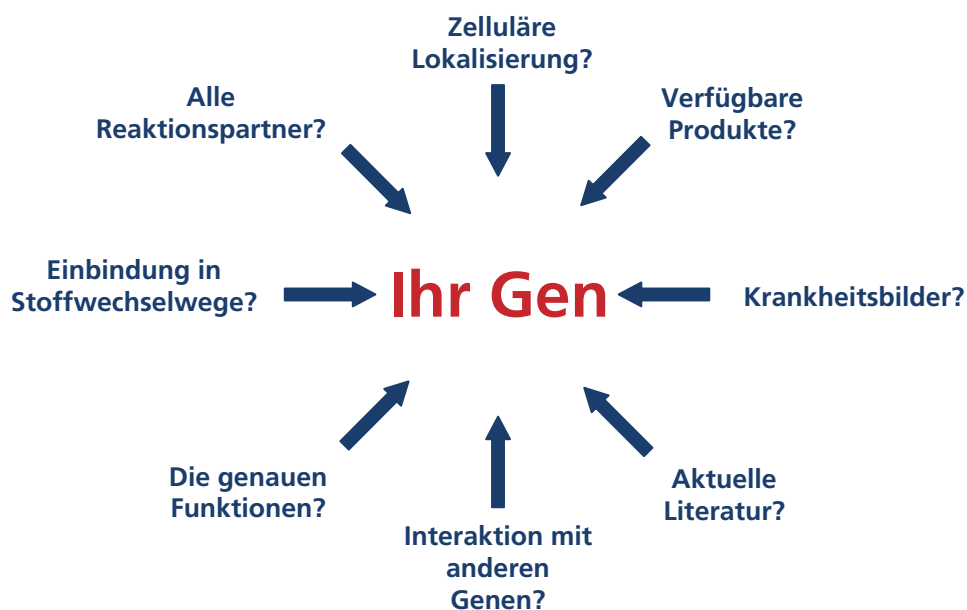 Zelluläre
Lokalisierung?
Alle
Reaktionspartner?
Verfügbare
Produkte?
Einbindung in
Stoffwechselwege?
Ihr Gen
Krankheitsbilder?
Die genauen
Funktionen?
Interaktion mit
anderen
Genen?
Aktuelle
Literatur?